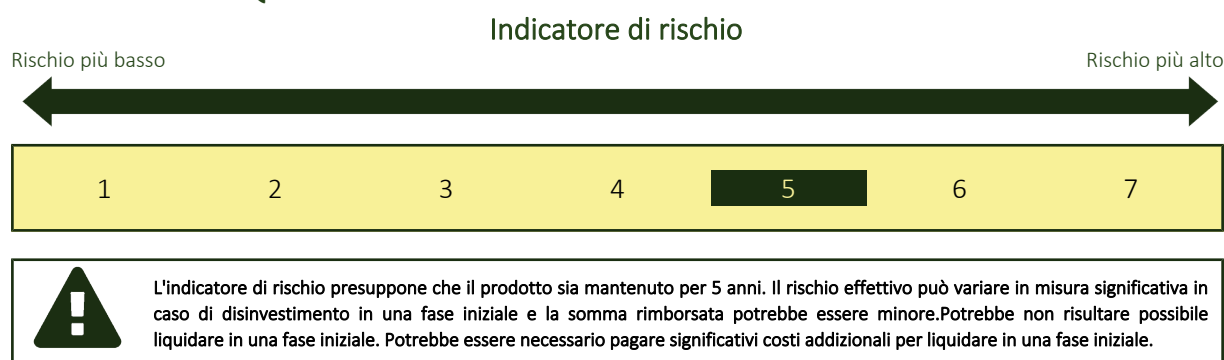 Indicatore di rischio
Rischio più basso
Rischio più alto
1 2 3 4 5 6 7
L'indicatore di rischio presuppone che il prodotto sia mantenuto per 5 anni. Il rischio effettivo può variare in misura significativa in
caso di disinvestimento in una fase iniziale e la somma rimborsata potrebbe essere minore.Potrebbe non risultare possibile
liquidare in una fase iniziale. Potrebbe essere necessario pagare significativi costi addizionali per liquidare in una fase iniziale.